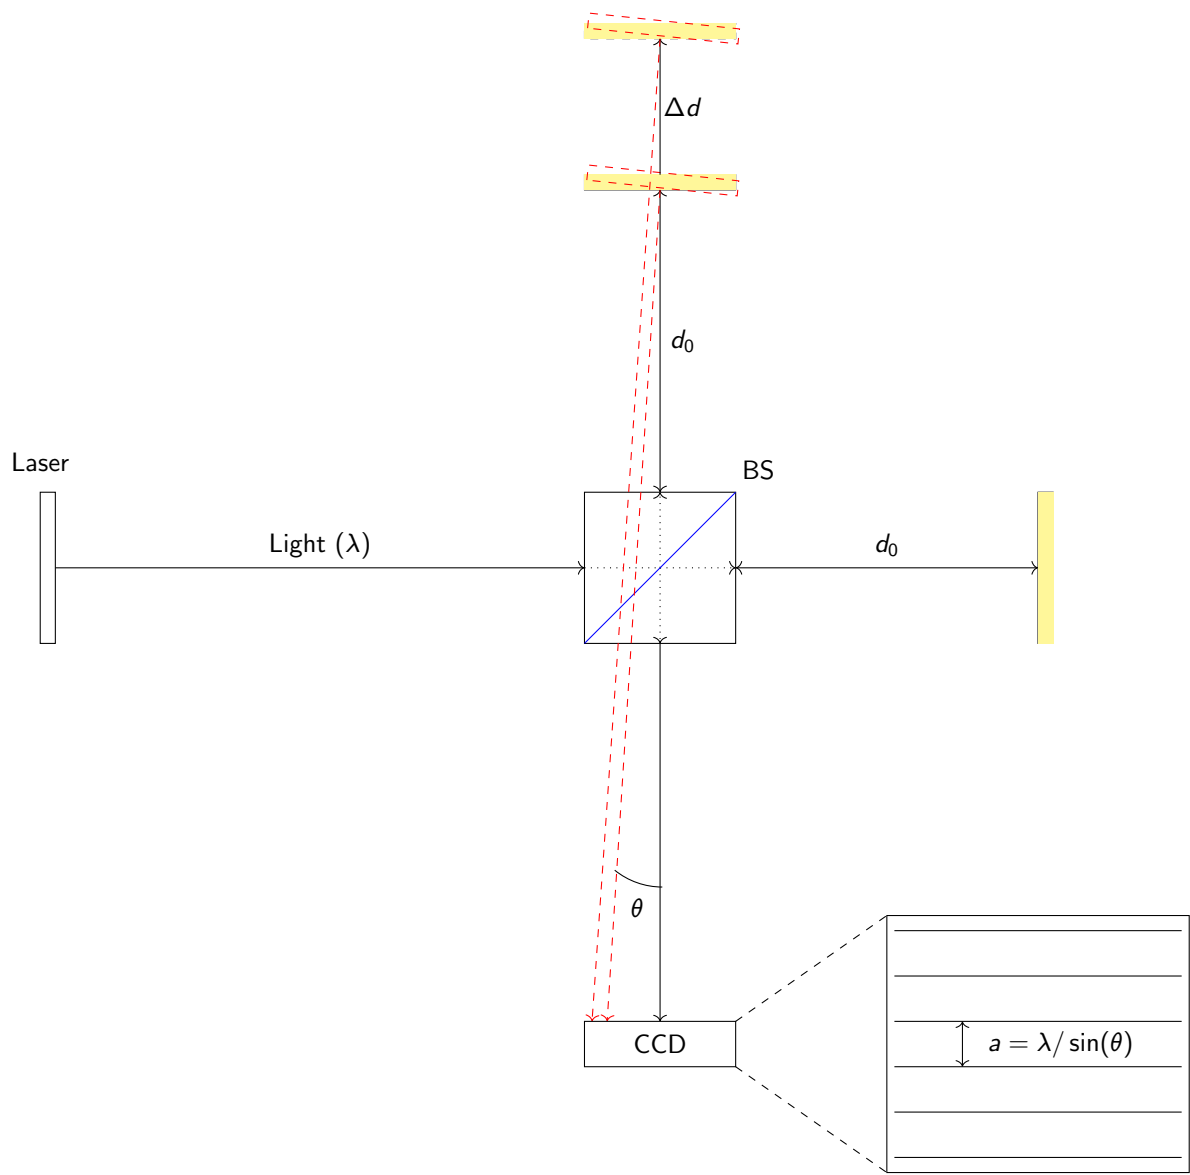 Δd
d₀
Laser
BS
Light (λ)
d₀
θ
CCD
a = λ/ sin(θ)